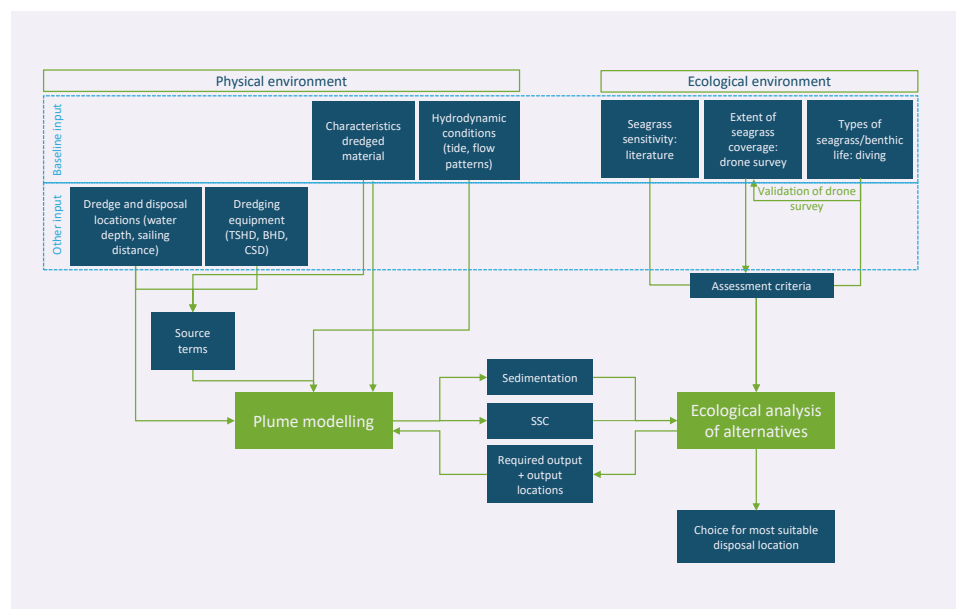 Physical environment
Ecological environment
Baseline input
Characteristics
dredged
material
Hydrodynamic
conditions
(tide, flow
patterns)
Seagrass
sensitivity:
literature
Extent of
seagrass
coverage:
drone survey
Types of
seagrass/benthic
life: diving
Validation of drone
survey
Other input
Dredge and disposal
locations (water
depth, sailing
distance)
Dredging
equipment
(TSHD, BHD,
CSD)
Assessment criteria
Source
terms
Plume modelling
Sedimentation
SSC
Required output
+ output
locations
Ecological analysis
of alternatives
Choice for most suitable
disposal location